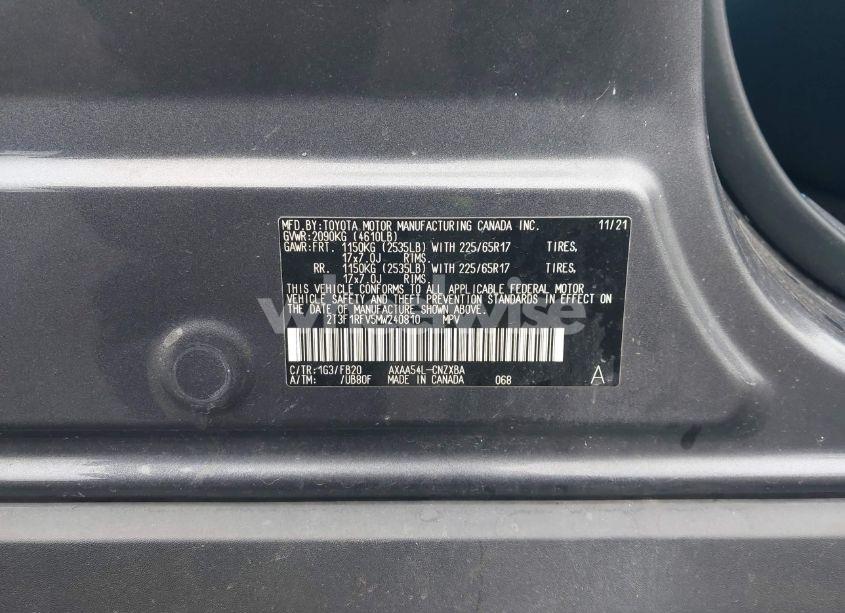 MFD.BY:TOYOTA MOTOR MANUFACTURING CANADA INC. 11/21
GVWR:2090KG (4610LB)
GAWR:FRT. 1150KG (2535LB) WITH 225/65R17 TIRES,
17x7.0J RIMS.
RR. 1150KG (2535LB) WITH 225/65R17 TIRES,
17x7.0J RIMS.
THIS VEHICLE CONFORMS TO ALL APPLICABLE FEDERAL MOTOR
VEHICLE SAFETY AND THEFT PREVENTION STANDARDS IN EFFECT
ON THE DATE OF MANUFACTURE SHOWN ABOVE.
2T3F1RFV5MW240810 MPV
C/TR:1G3/FB20 AXAA54L-CNZXBA
A/TM: /UB80F MADE IN CANADA 068 A